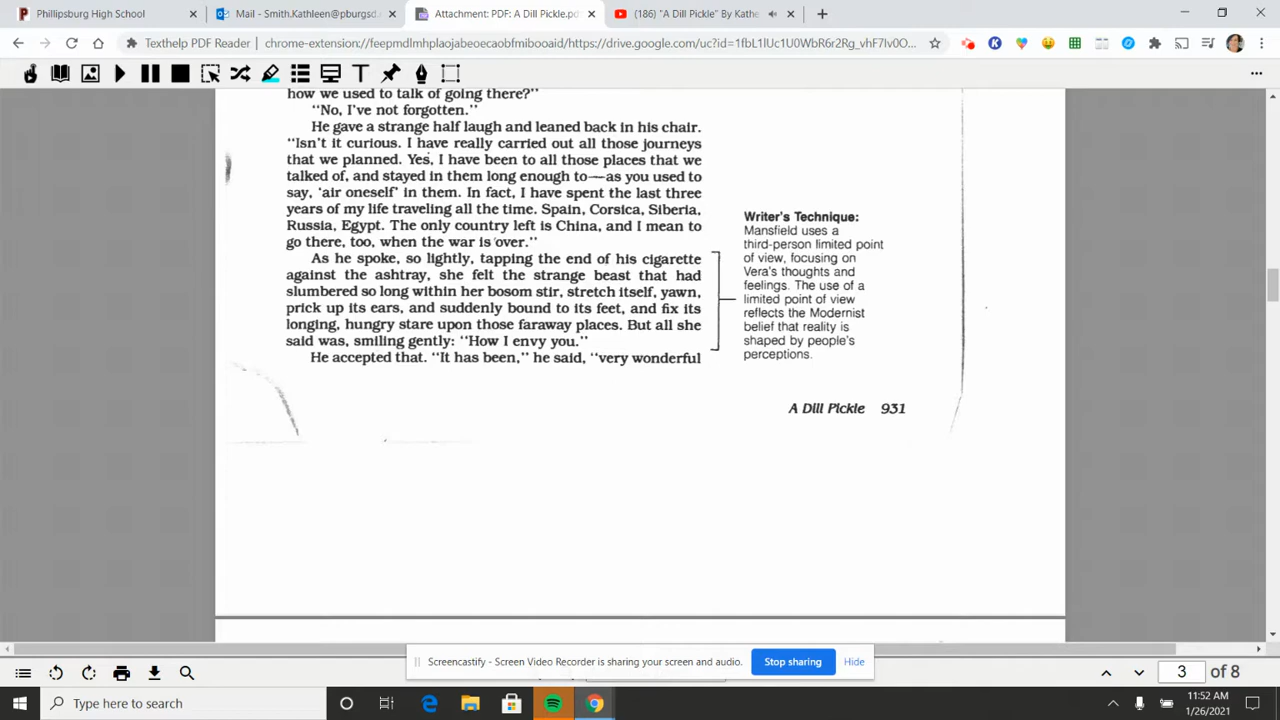 Phillipsburg High School
Mail - Smith.Kathleen@pburgsd.
Attachment: PDF: A Dill Pickle.pd
(186) "A Dill Pickle" By Kathe
Texthelp PDF Reader | chrome-extension://feepmdlmhplaojabeoecaobfmibooaid/https://drive.google.com/uc?id=1fbL1lUc1U0WbR6r2Rg_vhF7Iv0O...
how we used to talk of going there?"
"No, I've not forgotten."
He gave a strange half laugh and leaned back in his chair.
"Isn't it curious. I have really carried out all those journeys
that we planned. Yes, I have been to all those places that we
talked of, and stayed in them long enough to—as you used to
say, 'air oneself' in them. In fact, I have spent the last three
years of my life traveling all the time. Spain, Corsica, Siberia,
Russia, Egypt. The only country left is China, and I mean to
go there, too, when the war is over."
As he spoke, so lightly, tapping the end of his cigarette
against the ashtray, she felt the strange beast that had
slumbered so long within her bosom stir, stretch itself, yawn,
prick up its ears, and suddenly bound to its feet, and fix its
longing, hungry stare upon those faraway places. But all she
said was, smiling gently: "How I envy you."
He accepted that. "It has been," he said, "very wonderful
Writer's Technique:
Mansfield uses a
third-person limited point
of view, focusing on
Vera's thoughts and
feelings. The use of a
limited point of view
reflects the Modernist
belief that reality is
shaped by people's
perceptions.
A Dill Pickle 931
Screencastify - Screen Video Recorder is sharing your screen and audio.
Stop sharing
Hide
3 of 8
Type here to search
11:52 AM
1/26/2021